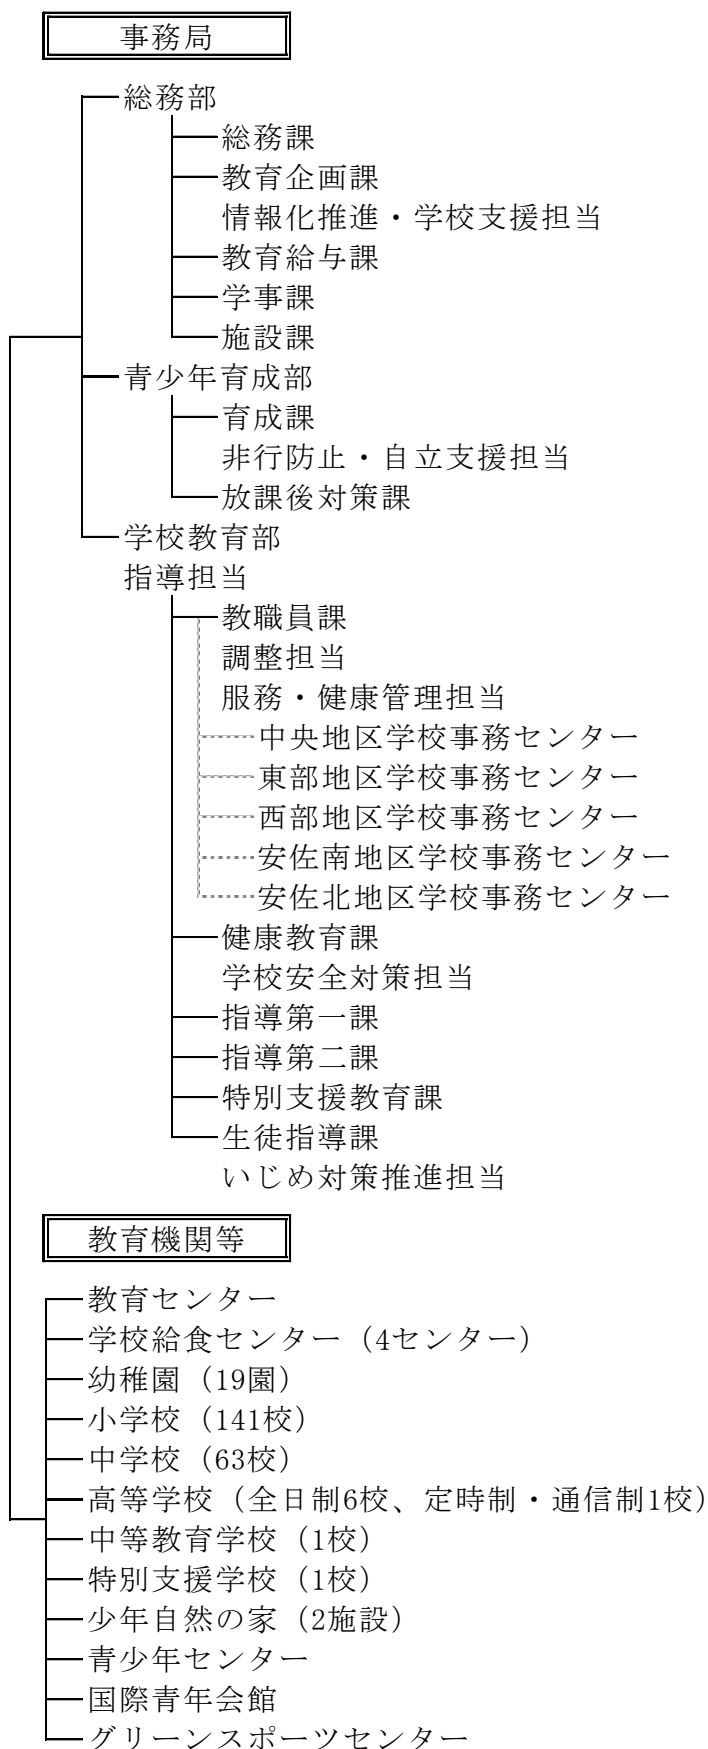 事務局
総務部
総務課
教育企画課
情報化推進・学校支援担当
教育給与課
学事課
施設課
青少年育成部
育成課
非行防止・自立支援担当
放課後対策課
学校教育部
指導担当
教職員課
調整担当
服務・健康管理担当
中央地区学校事務センター
東部地区学校事務センター
西部地区学校事務センター
安佐南地区学校事務センター
安佐北地区学校事務センター
健康教育課
学校安全対策担当
指導第一課
指導第二課
特別支援教育課
生徒指導課
いじめ対策推進担当
教育機関等
教育センター
学校給食センター（4センター）
幼稚園（19園）
小学校（141校）
中学校（63校）
高等学校（全日制6校、定時制・通信制1校）
中等教育学校（1校）
特別支援学校（1校）
少年自然の家（2施設）
青少年センター
国際青年会館
グリーンスポーツセンター